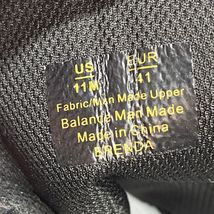 US EUR
11M 41
Fabric/Man Made Upper
Balance Man Made
Made in China
BRENDA